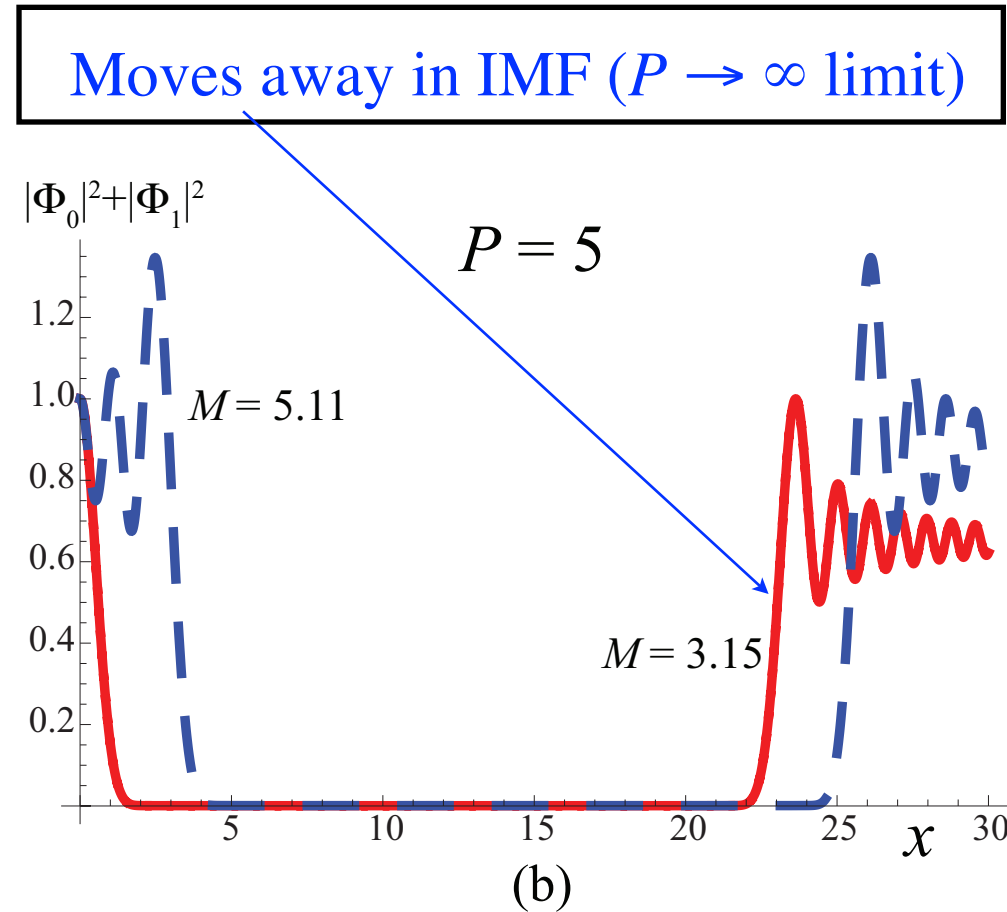 Moves away in IMF (P → ∞ limit)
|Φ₀|²+|Φ₁|²
P = 5
1.2
M = 5.11
1.0
0.8
0.6
M = 3.15
0.4
0.2
5 10 15 20 25 30
x
(b)